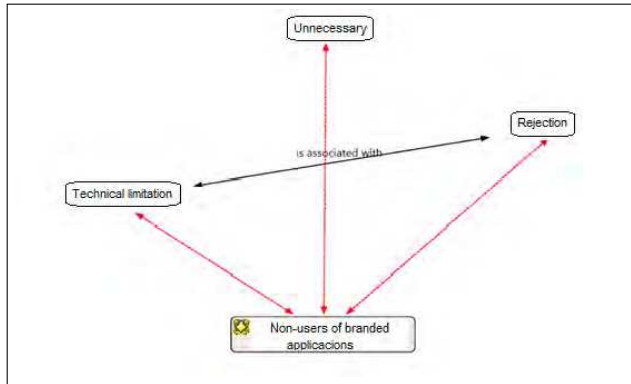 Unnecessary
Rejection
is associated with
Technical limitation
Non-users of branded
applicacions